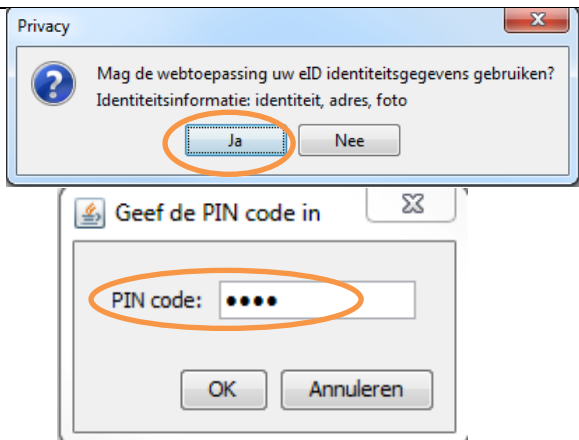 Privacy
Mag de webtoepassing uw eID identiteitsgegevens gebruiken?
Identiteitsinformatie: identiteit, adres, foto
Ja
Nee
Geef de PIN code in
PIN code: ••••
OK
Annuleren